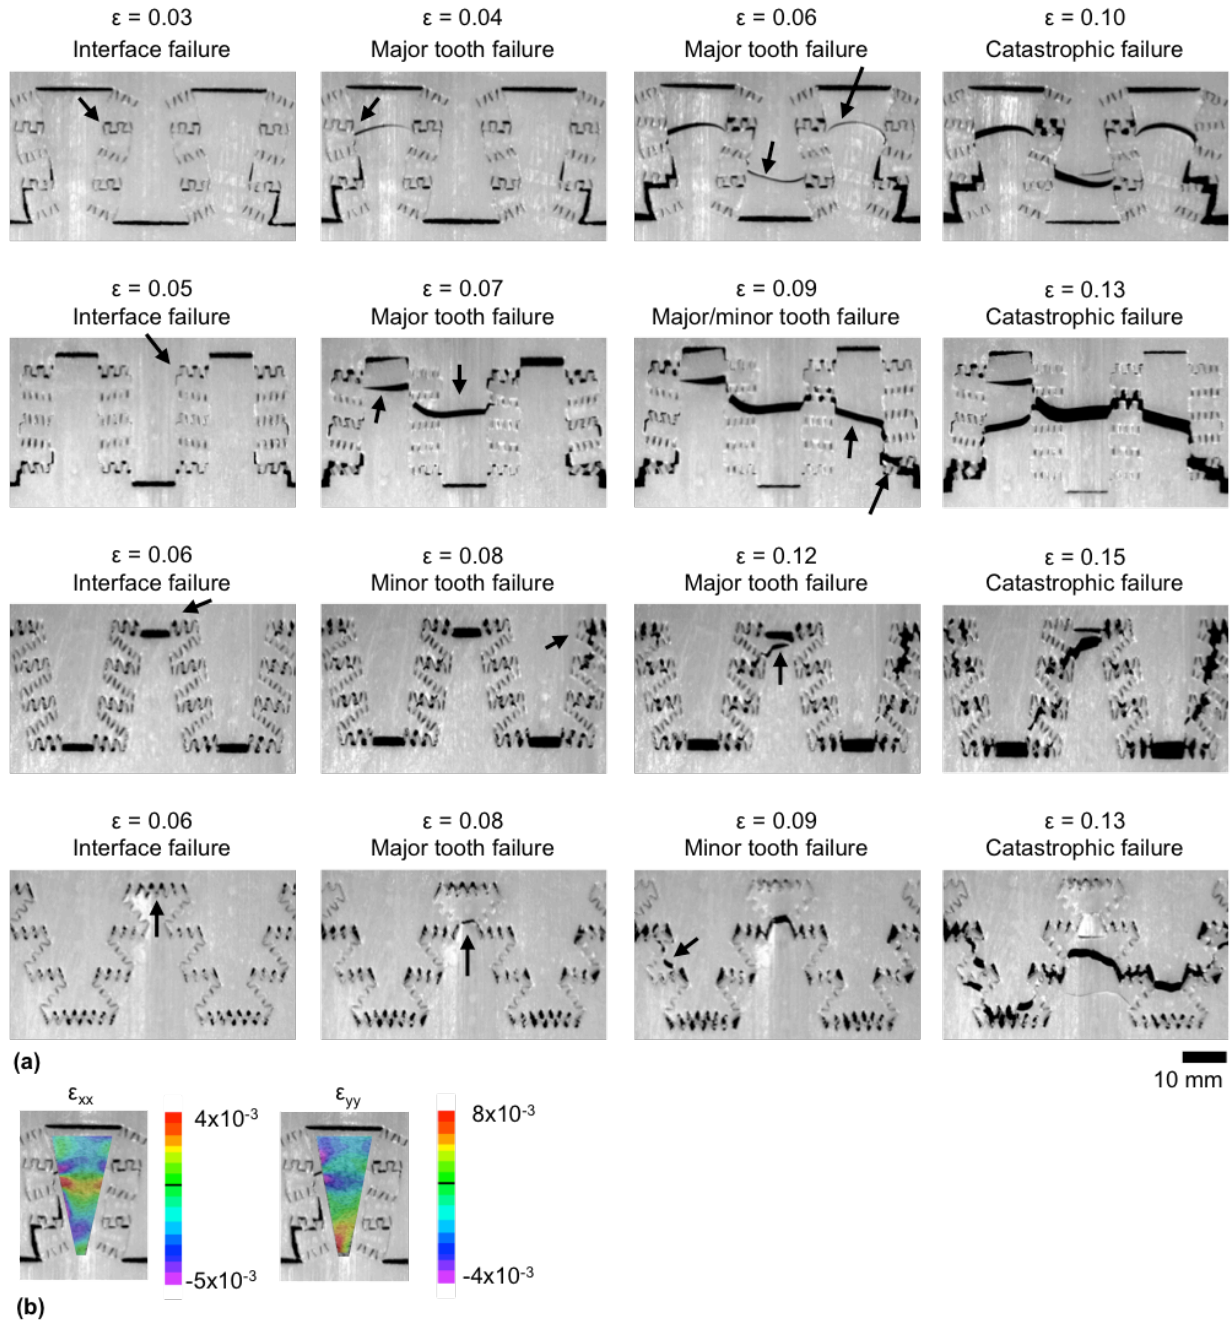 ε = 0.03 ε = 0.04 ε = 0.06 ε = 0.10
Interface failure Major tooth failure Major tooth failure Catastrophic failure
ε = 0.05 ε = 0.07 ε = 0.09 ε = 0.13
Interface failure Major tooth failure Major/minor tooth failure Catastrophic failure
ε = 0.06 ε = 0.08 ε = 0.12 ε = 0.15
Interface failure Minor tooth failure Major tooth failure Catastrophic failure
ε = 0.06 ε = 0.08 ε = 0.09 ε = 0.13
Interface failure Major tooth failure Minor tooth failure Catastrophic failure
(a)
10 mm
εxx εyy
4x10-3 8x10-3
-5x10-3 -4x10-3
(b)